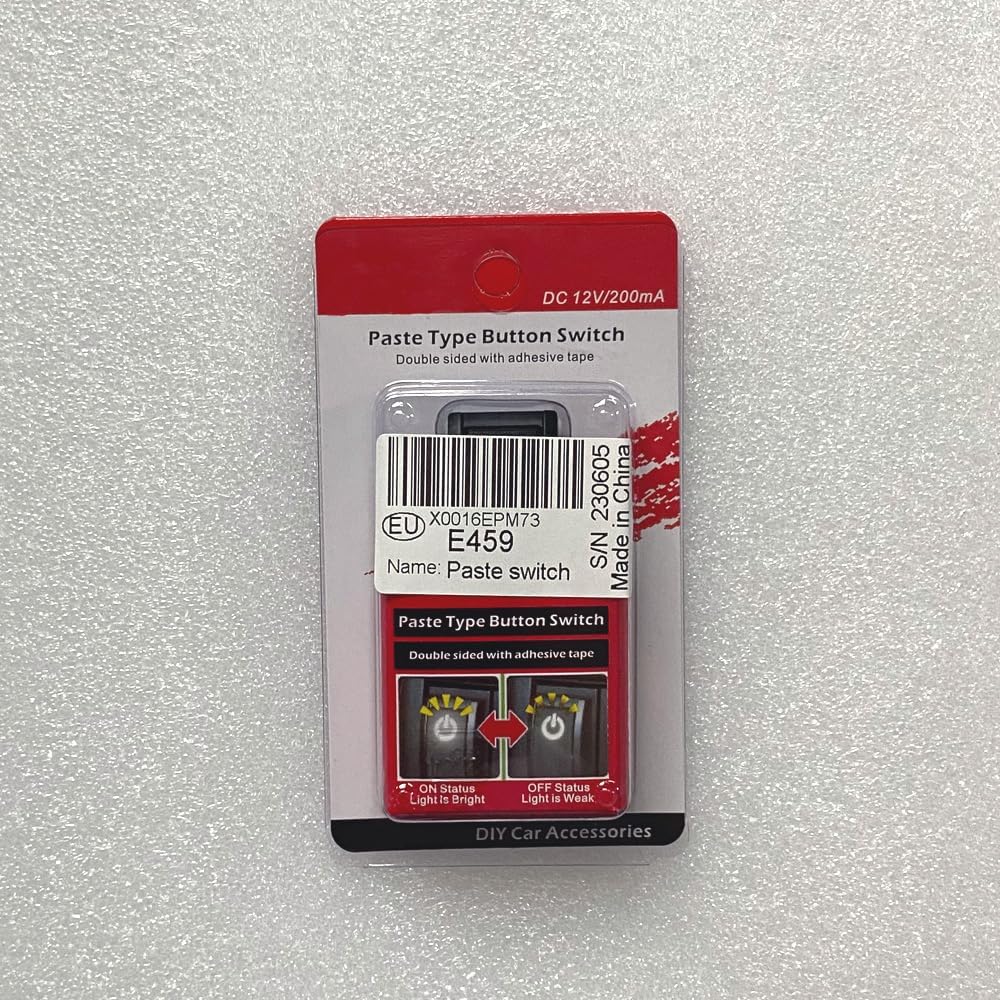 DC 12V/200mA
Paste Type Button Switch
Double sided with adhesive tape
X0016EPM73
EU
E459
Name: Paste switch
S/N 230605
Made in China
Paste Type Button Switch
Double sided with adhesive tape
ON Status
Light is Bright
OFF Status
Light is Weak
DIY Car Accessories